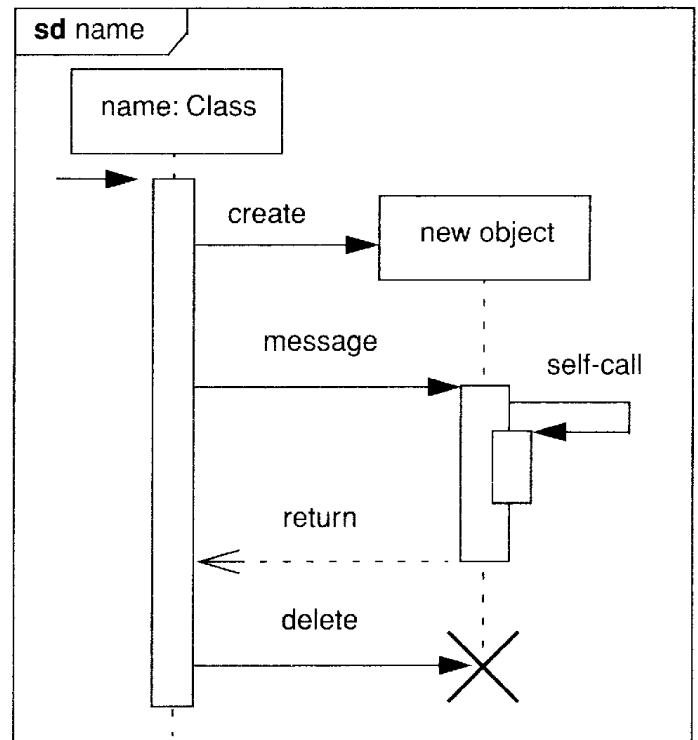 sd name
name: Class
create
new object
message
self-call
return
delete